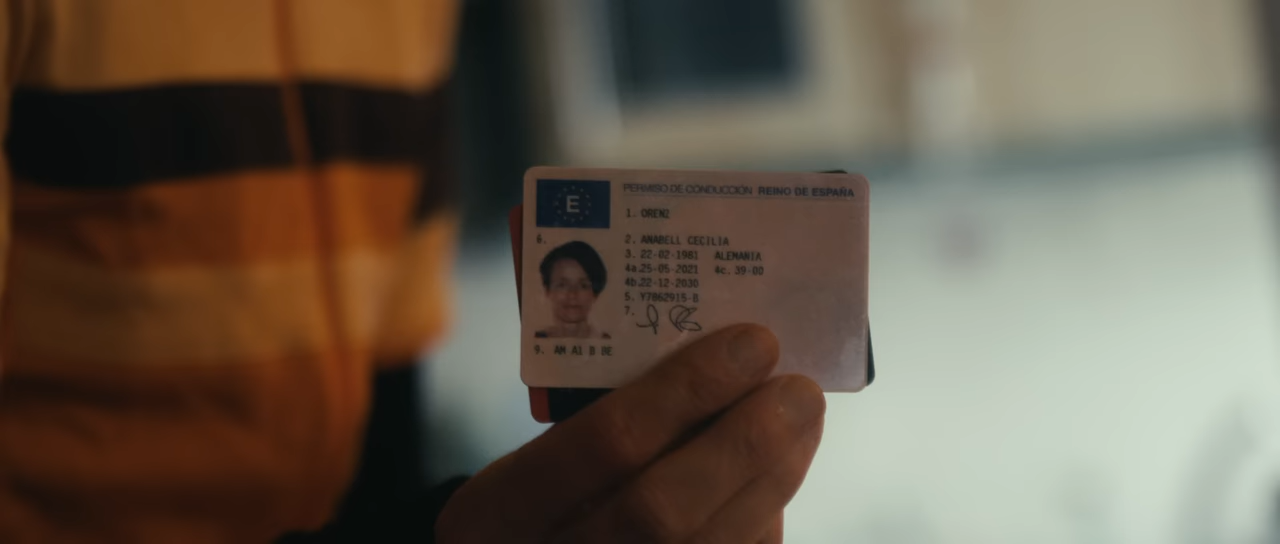 E
PERMISO DE CONDUCCIÓN REINO DE ESPAÑA
1. ORENZ
2. ANABELL CECILIA
3. 22-02-1981 ALEMANIA
4a.25-05-2021 4c. 39-00
4b.22-12-2030
5. Y7862915-B
6.
7.
9. AM A1 B BE